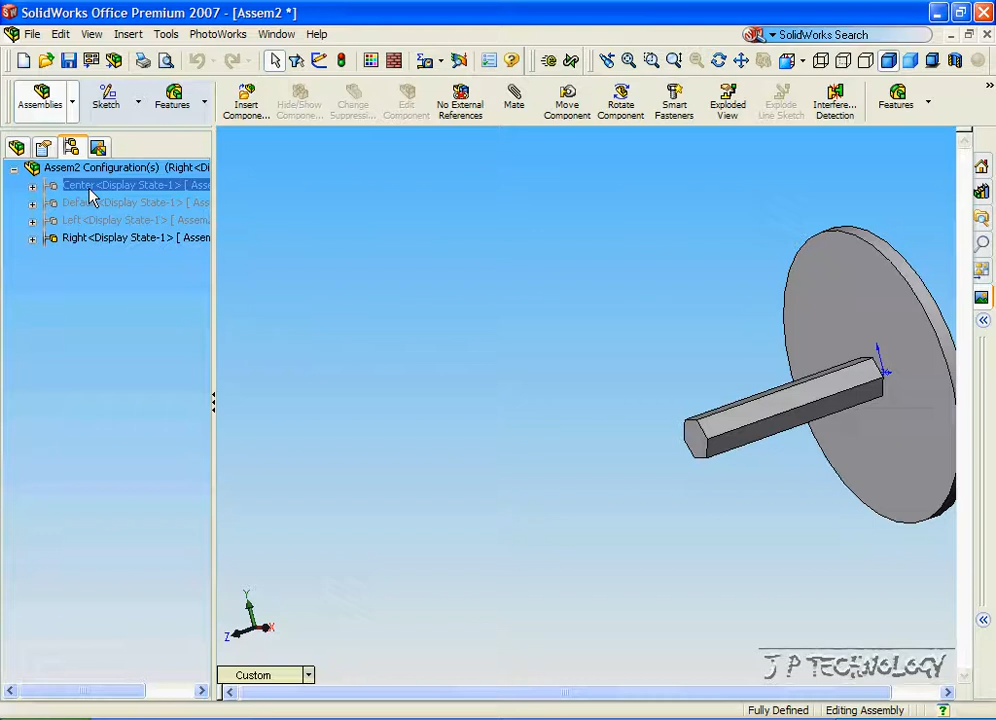 SolidWorks Office Premium 2007 - [Assem2 *]
File Edit View Insert Tools PhotoWorks Window Help
SolidWorks Search
Assemblies Sketch Features Insert Compone... Hide/Show Compone... Change Suppressi... Edit Component No External References Mate Move Component Rotate Component Smart Fasteners Exploded View Explode Line Sketch Interfere... Detection Features
Assem2 Configuration(s) (Right<Di
Center<Display State-1> [ Asse
Default<Display State-1> [ Asse
Left<Display State-1> [ Assem
Right<Display State-1> [ Assem
Y
Z X
Custom
J P TECHNOLOGY
Fully Defined Editing Assembly